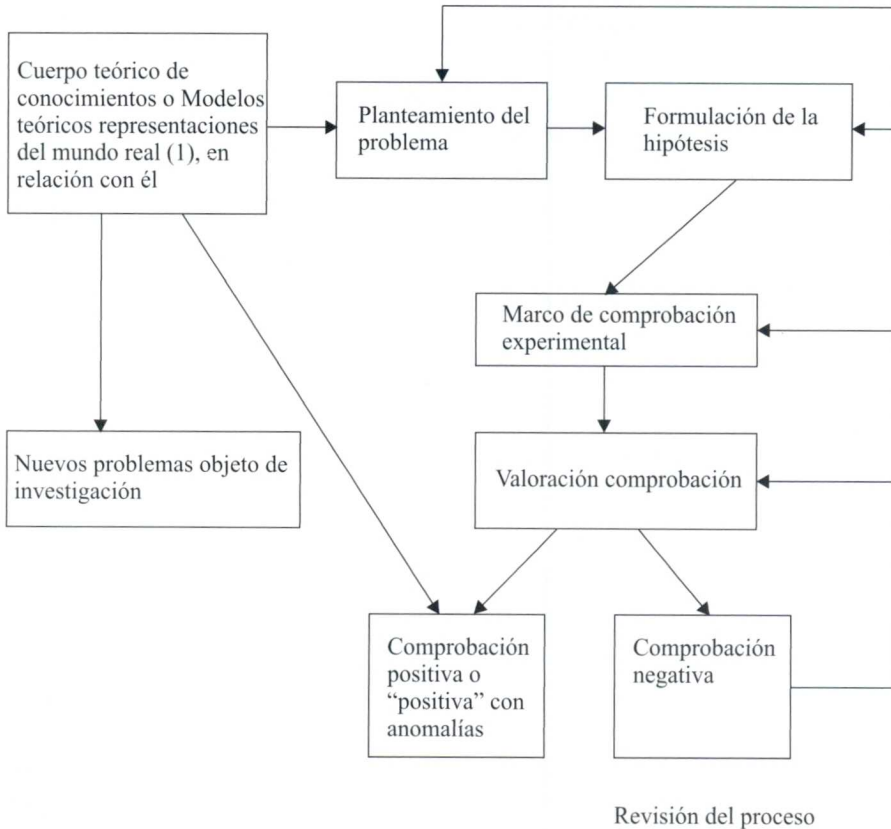 Cuerpo teórico de
conocimientos o Modelos
teóricos representaciones
del mundo real (1), en
relación con él
Planteamiento del
problema
Formulación de la
hipótesis
Marco de comprobación
experimental
Nuevos problemas objeto de
investigación
Valoración comprobación
Comprobación
positiva o
“positiva” con
anomalías
Comprobación
negativa
Revisión del proceso